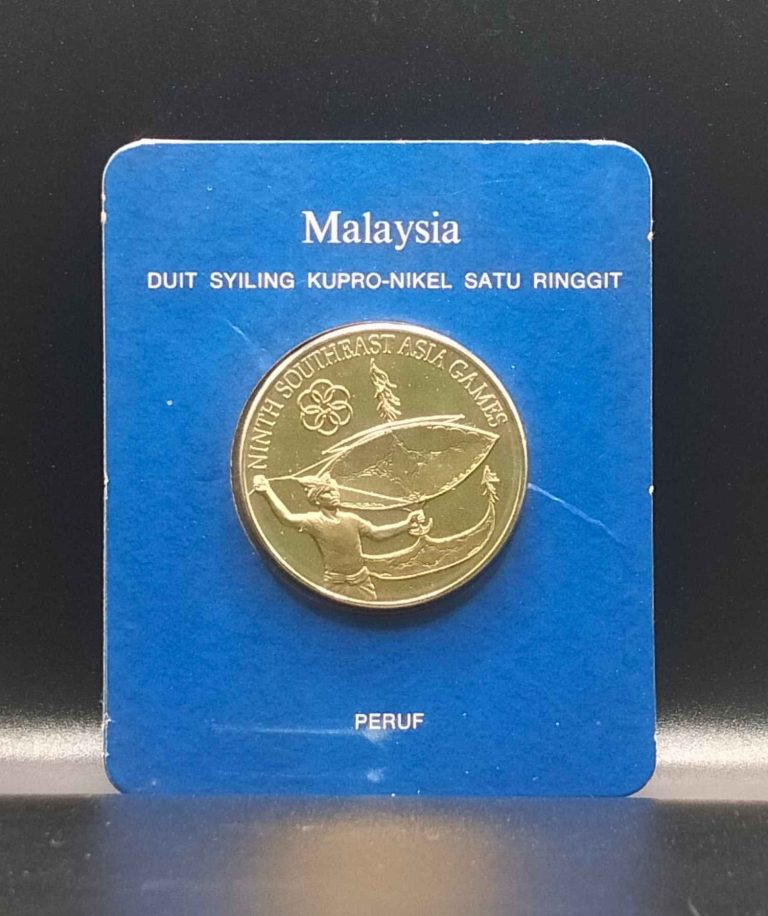 Malaysia
DUIT SYILING KUPRO-NIKEL SATU RINGGIT
NINTH SOUTHEAST ASIA GAMES
PERUF